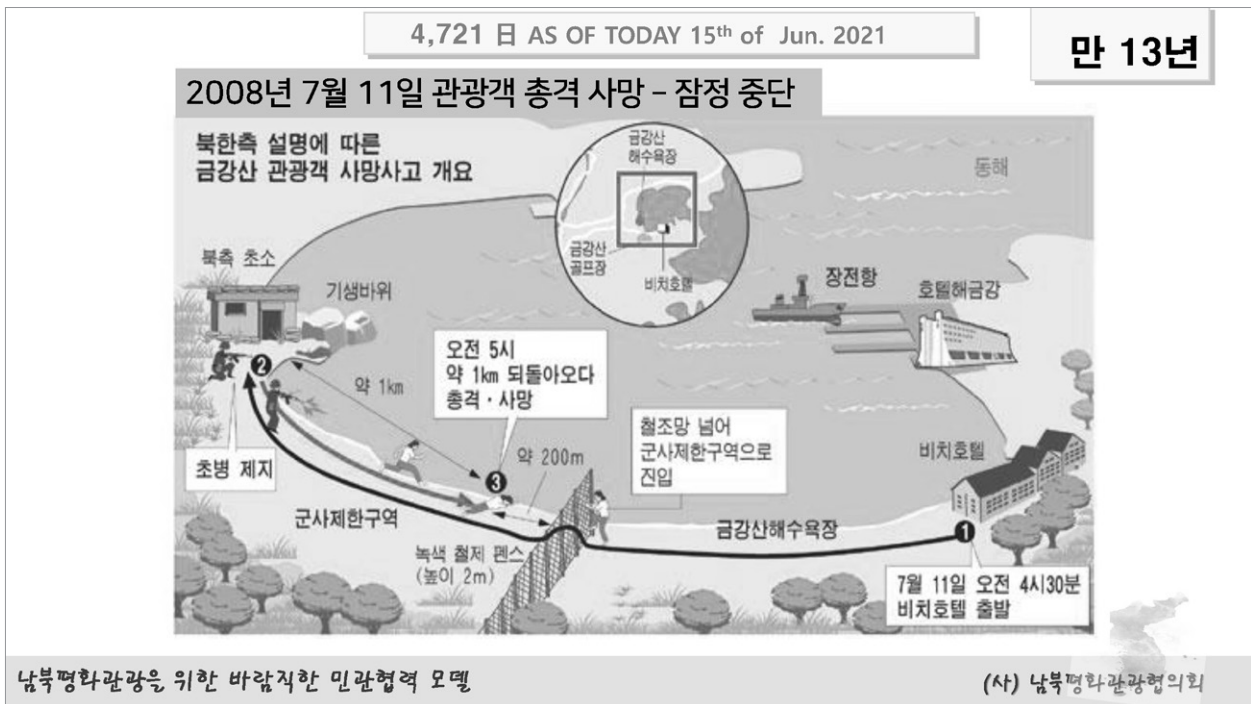 4,721 日 AS OF TODAY 15th of Jun. 2021
만 13년
2008년 7월 11일 관광객 총격 사망 – 잠정 중단
북한측 설명에 따른
금강산 관광객 사망사고 개요
금강산
해수욕장
동해
금강산
골프장
비치호텔
북측 초소
기생바위
장전항
호텔해금강
❷
약 1km
오전 5시
약 1km 되돌아오다
총격·사망
철조망 넘어
군사제한구역으로
진입
초병 제지
❸
약 200m
비치호텔
군사제한구역
금강산해수욕장
❶
녹색 철제 펜스
(높이 2m)
7월 11일 오전 4시30분
비치호텔 출발
남북평화관광을 위한 바람직한 민관협력 모델
(사) 남북평화관광협의회